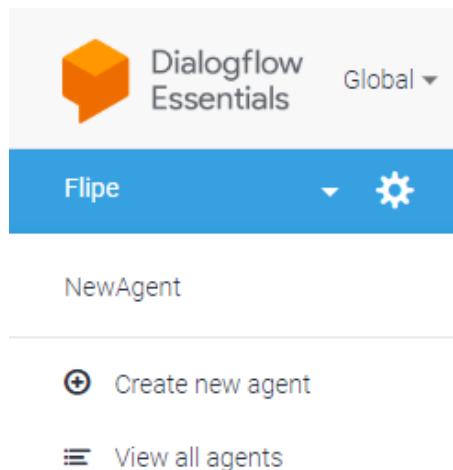 Dialogflow
Essentials
Global
Flipe
NewAgent
Create new agent
View all agents